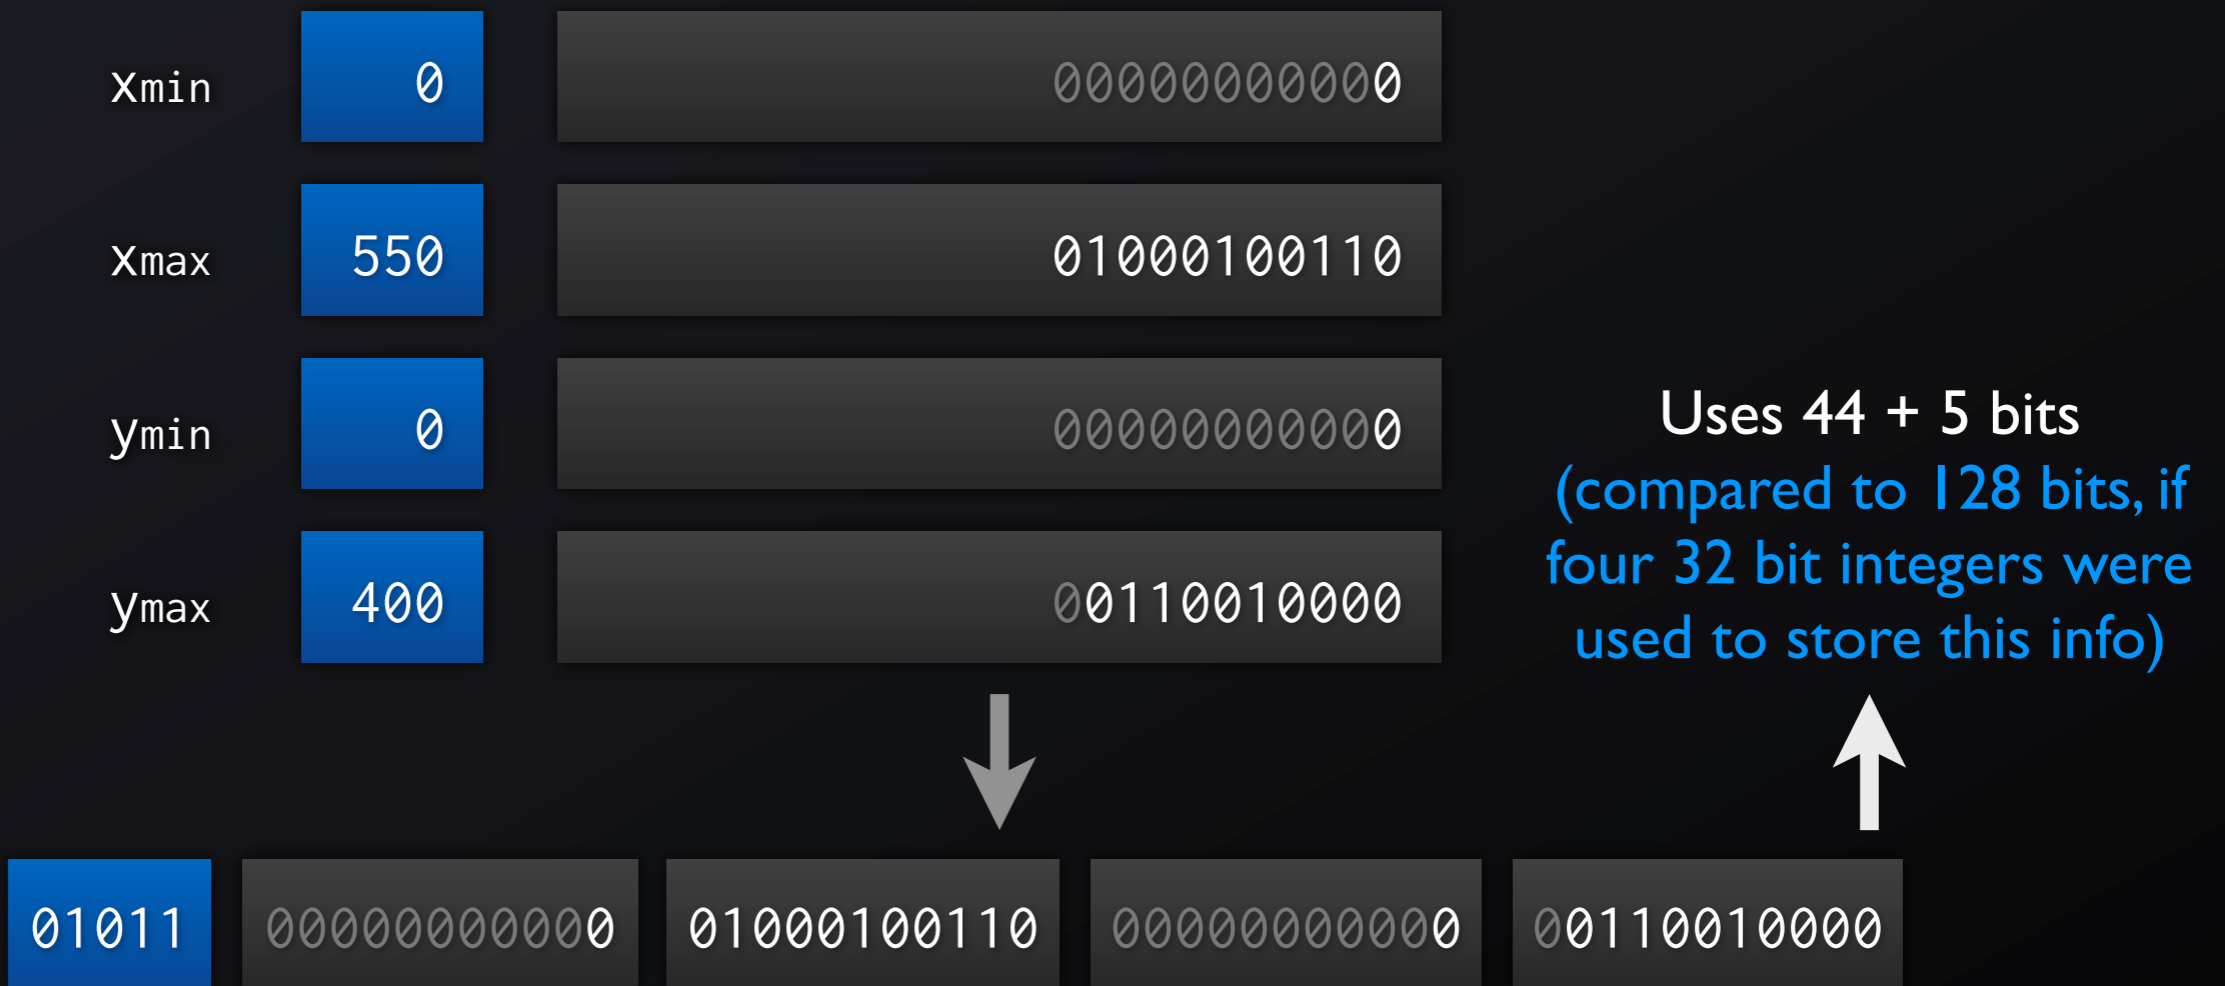 xmin 0 00000000000
xmax 550 01000100110
ymin 0 00000000000
ymax 400 00110010000
Uses 44 + 5 bits
(compared to 128 bits, if
four 32 bit integers were
used to store this info)
01011 00000000000 01000100110 00000000000 00110010000